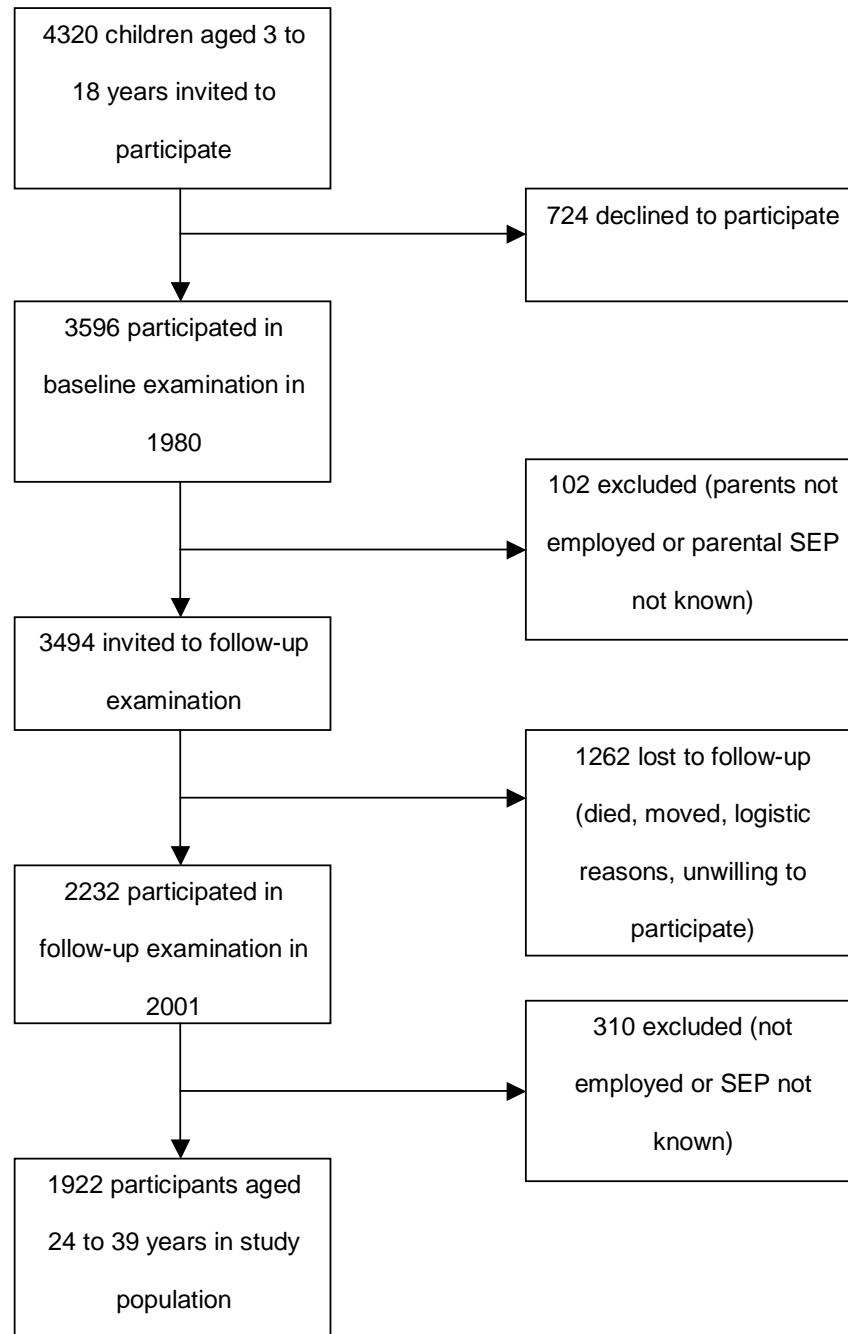 4320 children aged 3 to
18 years invited to
participate
724 declined to participate
3596 participated in
baseline examination in
1980
102 excluded (parents not
employed or parental SEP
not known)
3494 invited to follow-up
examination
1262 lost to follow-up
(died, moved, logistic
reasons, unwilling to
participate)
2232 participated in
follow-up examination in
2001
310 excluded (not
employed or SEP not
known)
1922 participants aged
24 to 39 years in study
population